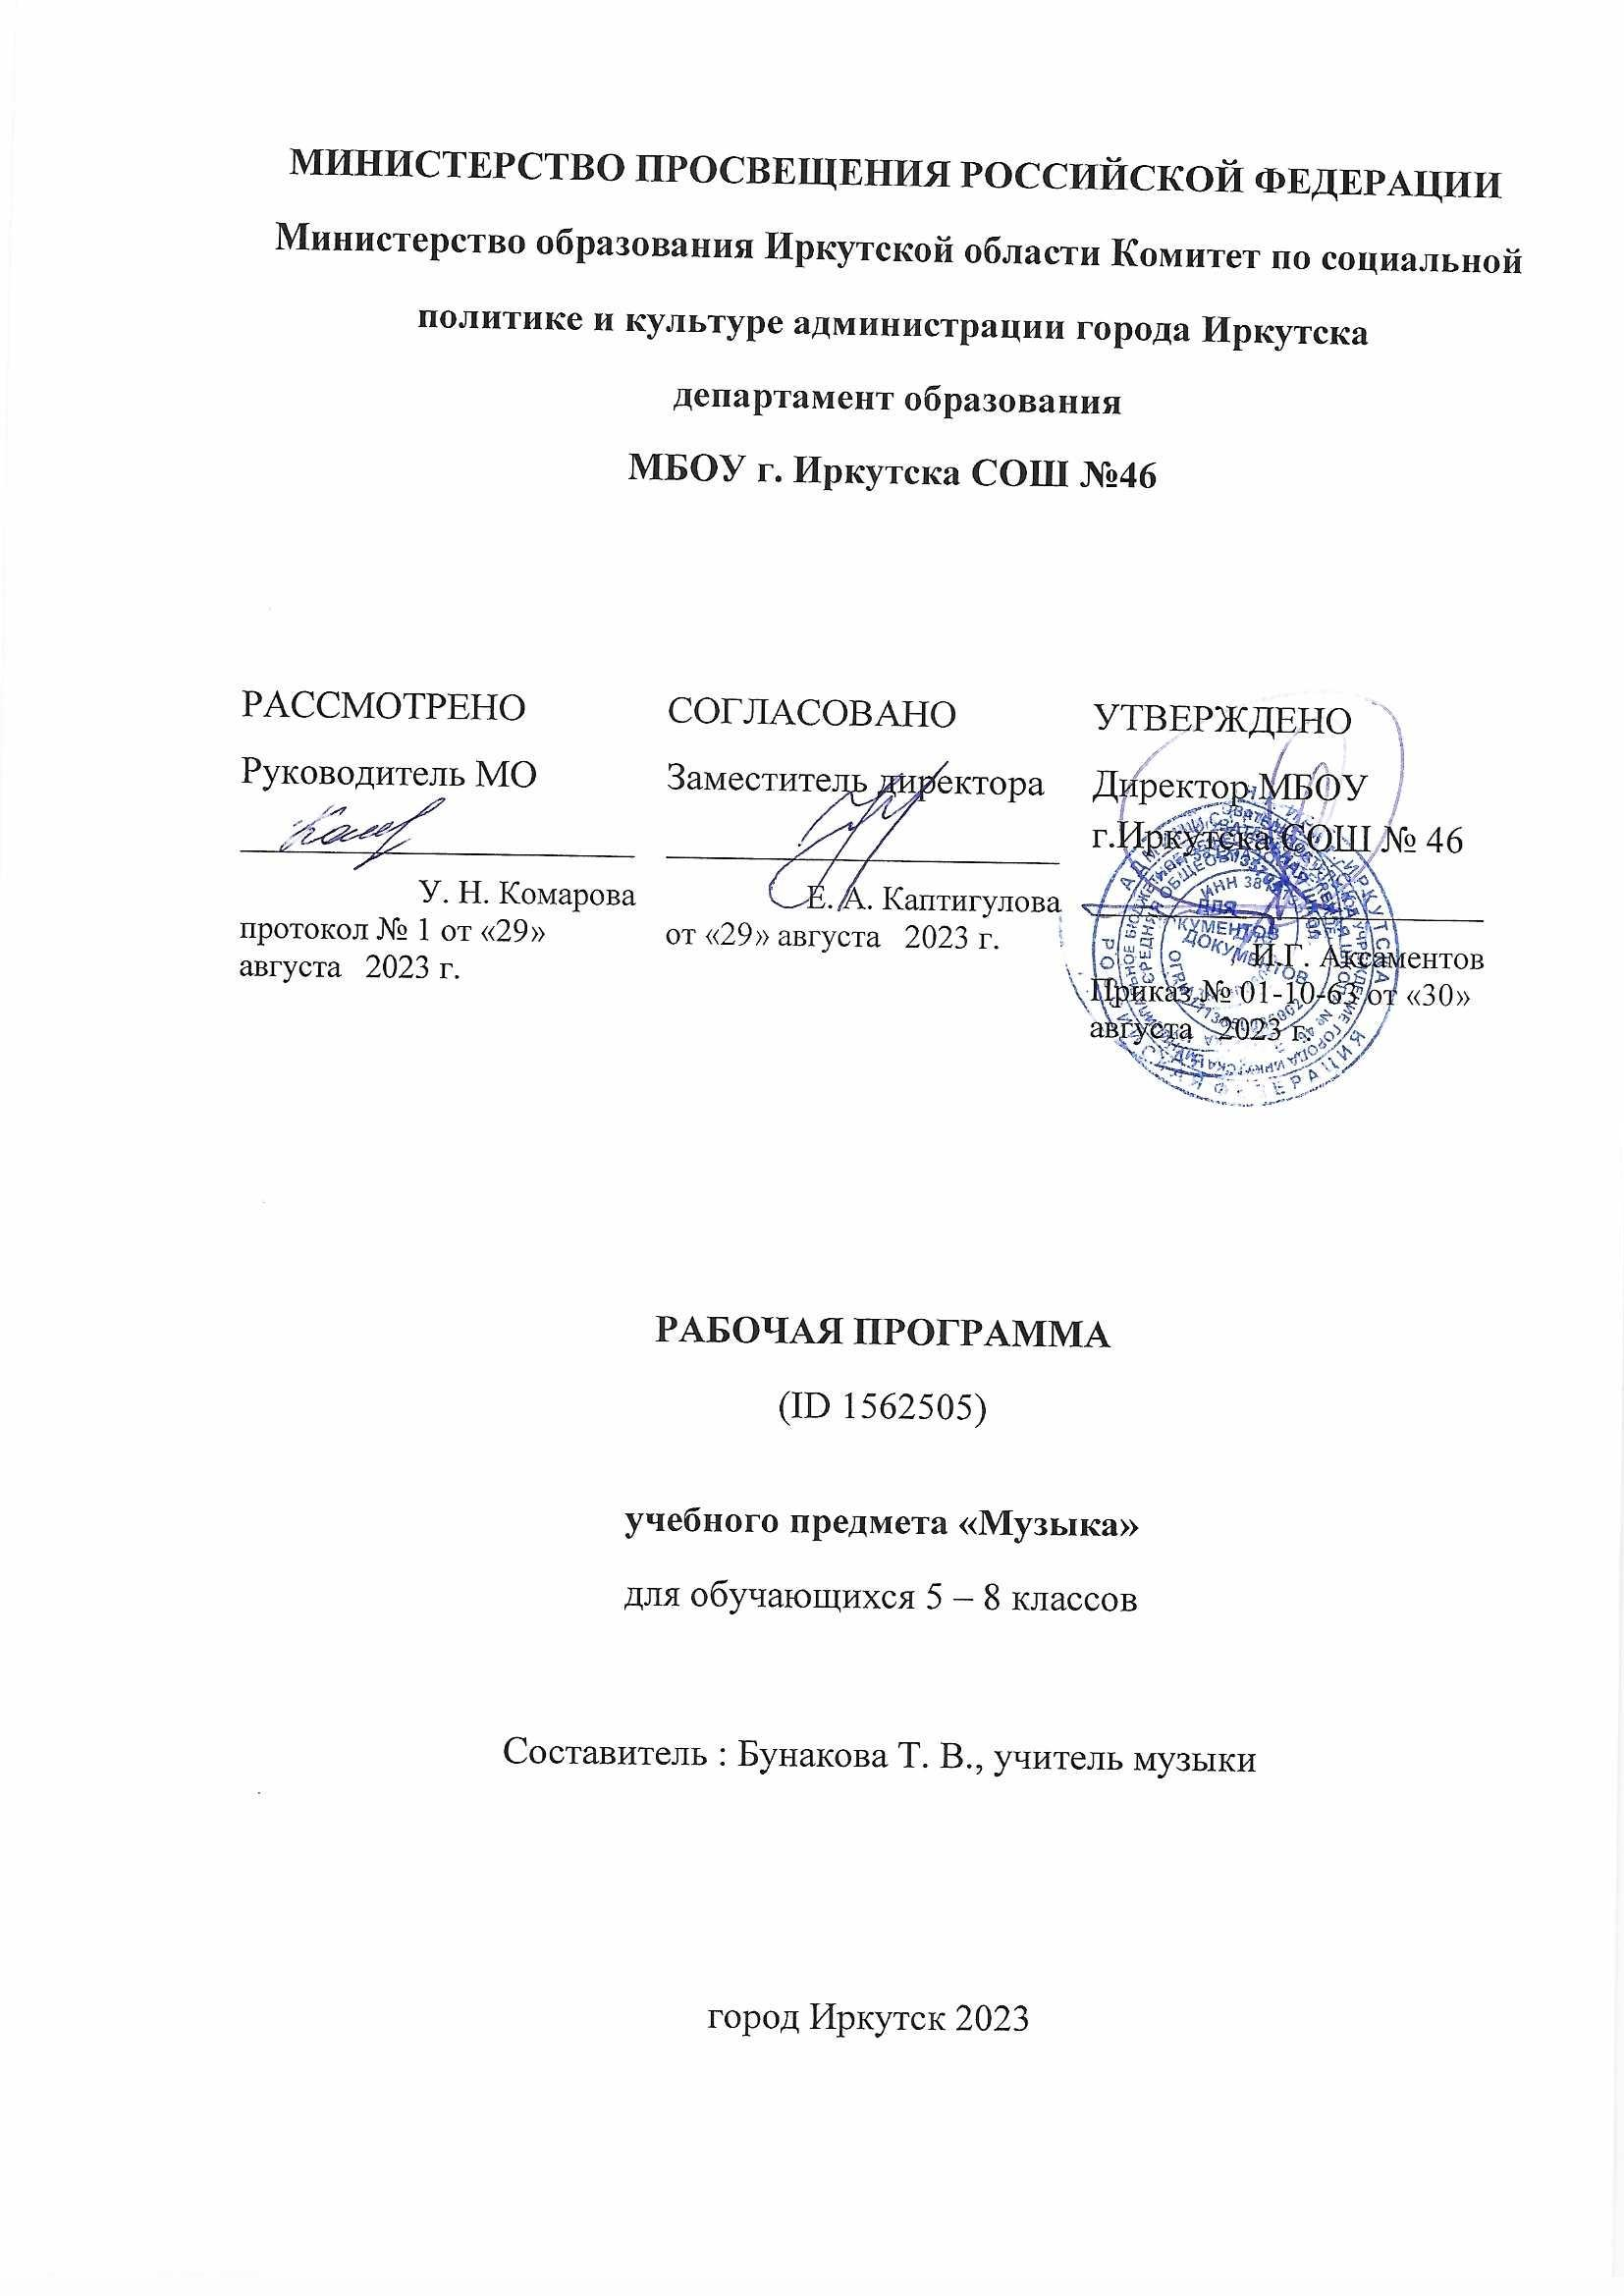 МИНИСТЕРСТВО ПРОСВЕЩЕНИЯ РОССИЙСКОЙ ФЕДЕРАЦИИ
Министерство образования Иркутской области Комитет по социальной
политике и культуре администрации города Иркутска
департамент образования
МБОУ г. Иркутска СОШ №46
РАССМОТРЕНО
Руководитель МО
У. Н. Комарова
протокол № 1 от «29»
августа 2023 г.
СОГЛАСОВАНО
Заместитель директора
Е. А. Каптигулова
от «29» августа 2023 г.
УТВЕРЖДЕНО
Директор МБОУ
г.Иркутска СОШ № 46
И.Г. Аксаментов
Приказ № 01-10-63 от «30»
августа 2023 г.
ДЛЯ
ДОКУМЕНТОВ
РАБОЧАЯ ПРОГРАММА
(ID 1562505)
учебного предмета «Музыка»
для обучающихся 5 – 8 классов
Составитель : Бунакова Т. В., учитель музыки
город Иркутск 2023